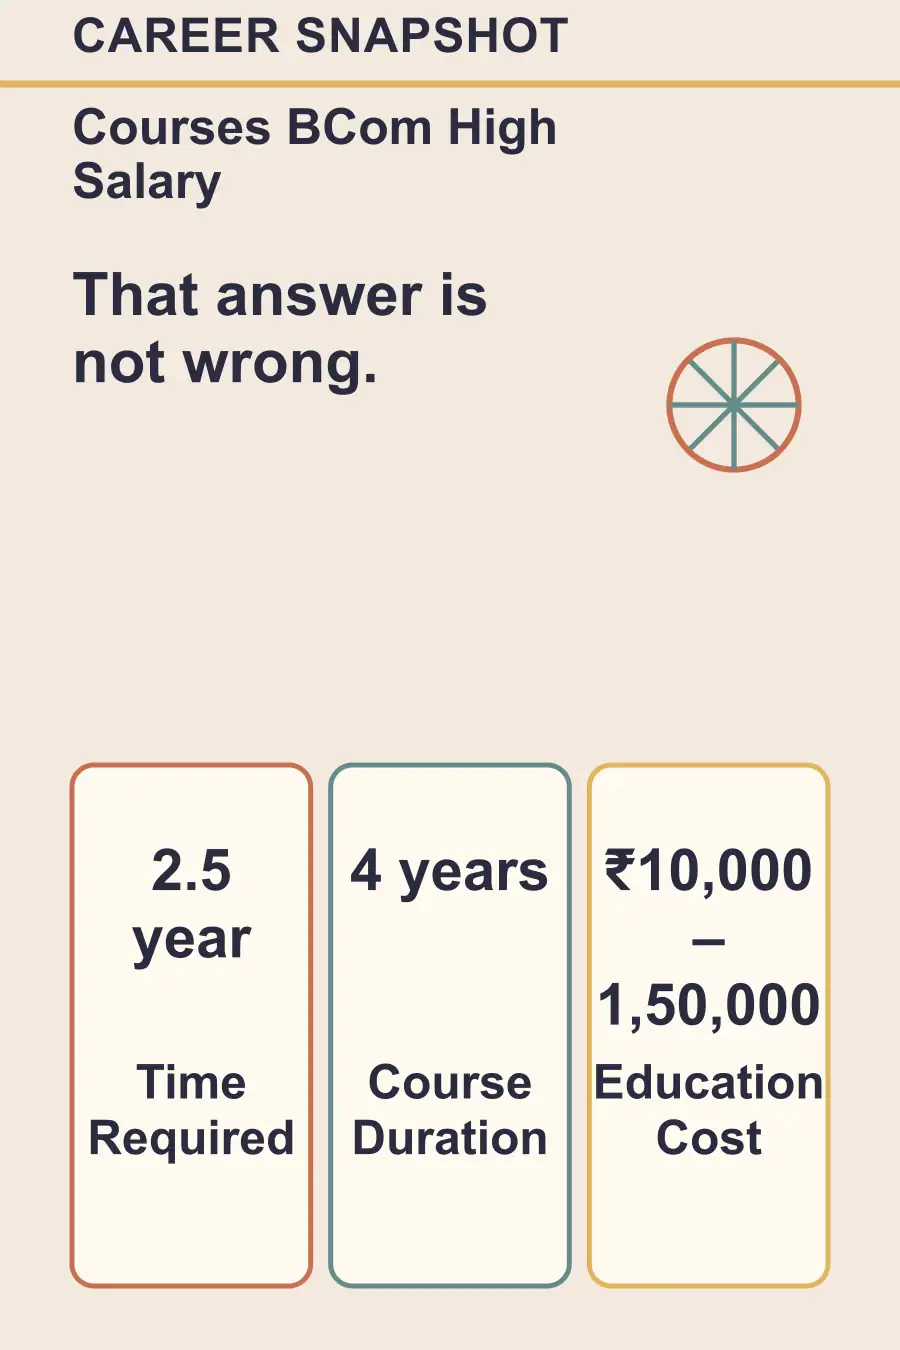 CAREER SNAPSHOT
Courses BCom High
Salary
That answer is
not wrong.
2.5
year
Time
Required
4 years
Course
Duration
₹10,000
–
1,50,000
Education
Cost